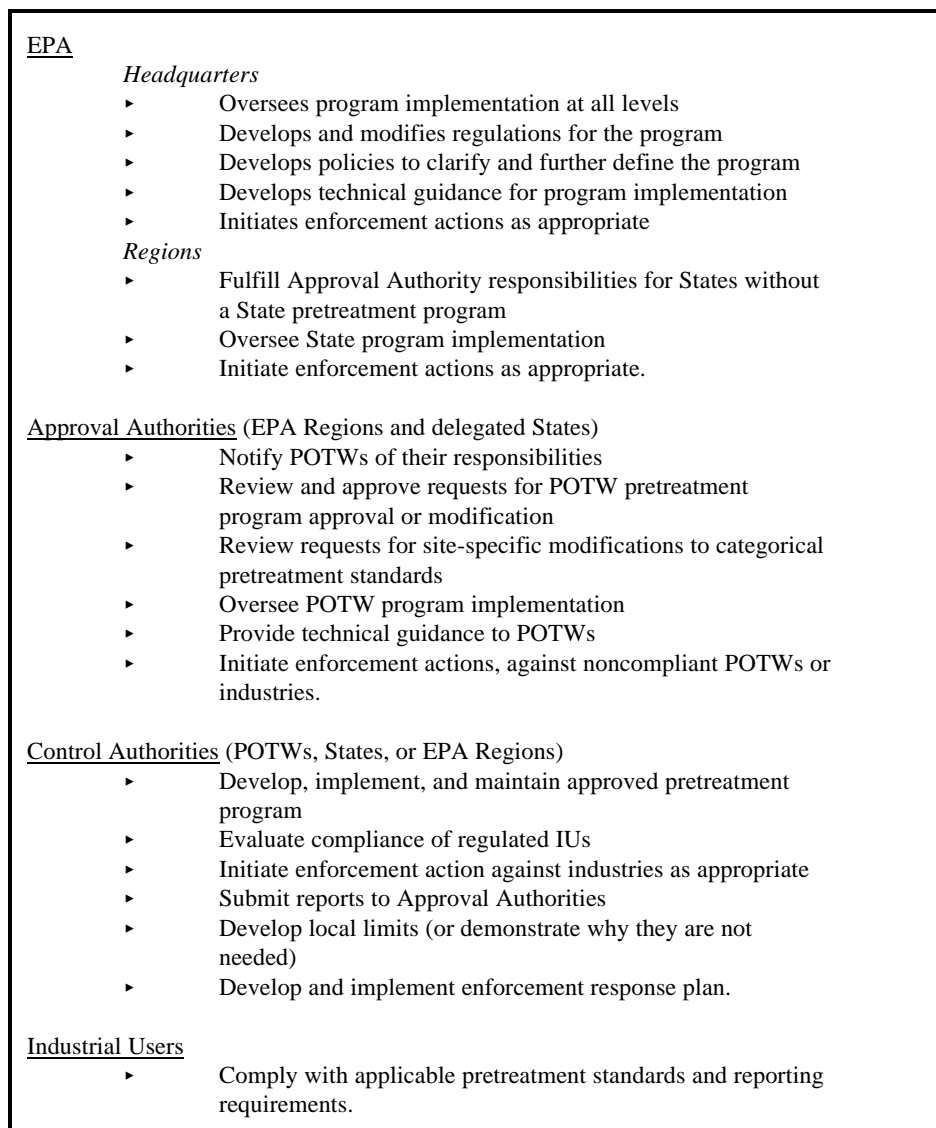 EPA
Headquarters
‣ Oversees program implementation at all levels
‣ Develops and modifies regulations for the program
‣ Develops policies to clarify and further define the program
‣ Develops technical guidance for program implementation
‣ Initiates enforcement actions as appropriate
Regions
‣ Fulfill Approval Authority responsibilities for States without
a State pretreatment program
‣ Oversee State program implementation
‣ Initiate enforcement actions as appropriate.
Approval Authorities (EPA Regions and delegated States)
‣ Notify POTWs of their responsibilities
‣ Review and approve requests for POTW pretreatment
program approval or modification
‣ Review requests for site-specific modifications to categorical
pretreatment standards
‣ Oversee POTW program implementation
‣ Provide technical guidance to POTWs
‣ Initiate enforcement actions, against noncompliant POTWs or
industries.
Control Authorities (POTWs, States, or EPA Regions)
‣ Develop, implement, and maintain approved pretreatment
program
‣ Evaluate compliance of regulated IUs
‣ Initiate enforcement action against industries as appropriate
‣ Submit reports to Approval Authorities
‣ Develop local limits (or demonstrate why they are not
needed)
‣ Develop and implement enforcement response plan.
Industrial Users
‣ Comply with applicable pretreatment standards and reporting
requirements.